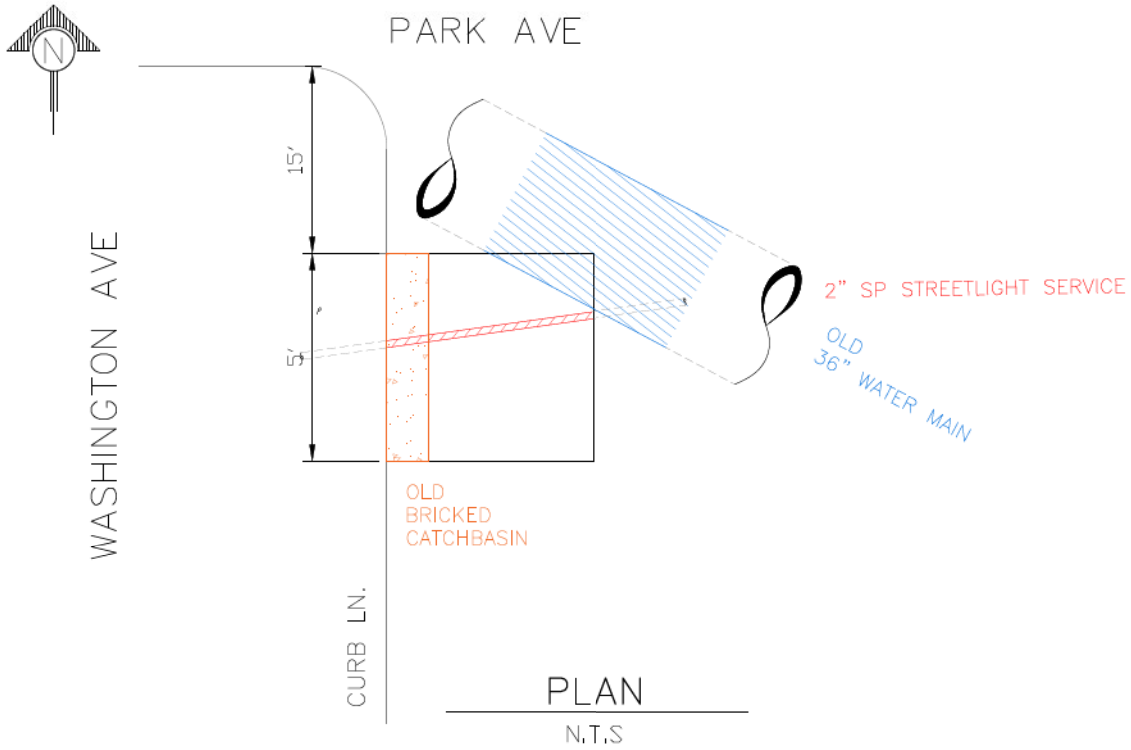 N
PARK AVE
15'
WASHINGTON AVE
5'
2" SP STREETLIGHT SERVICE
OLD
36" WATER MAIN
OLD
BRICKED
CATCHBASIN
CURB LN.
PLAN
N.T.S